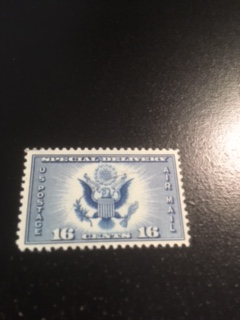 SPECIAL DELIVERY
U.S. POSTAGE
AIR MAIL
16 CENTS 16